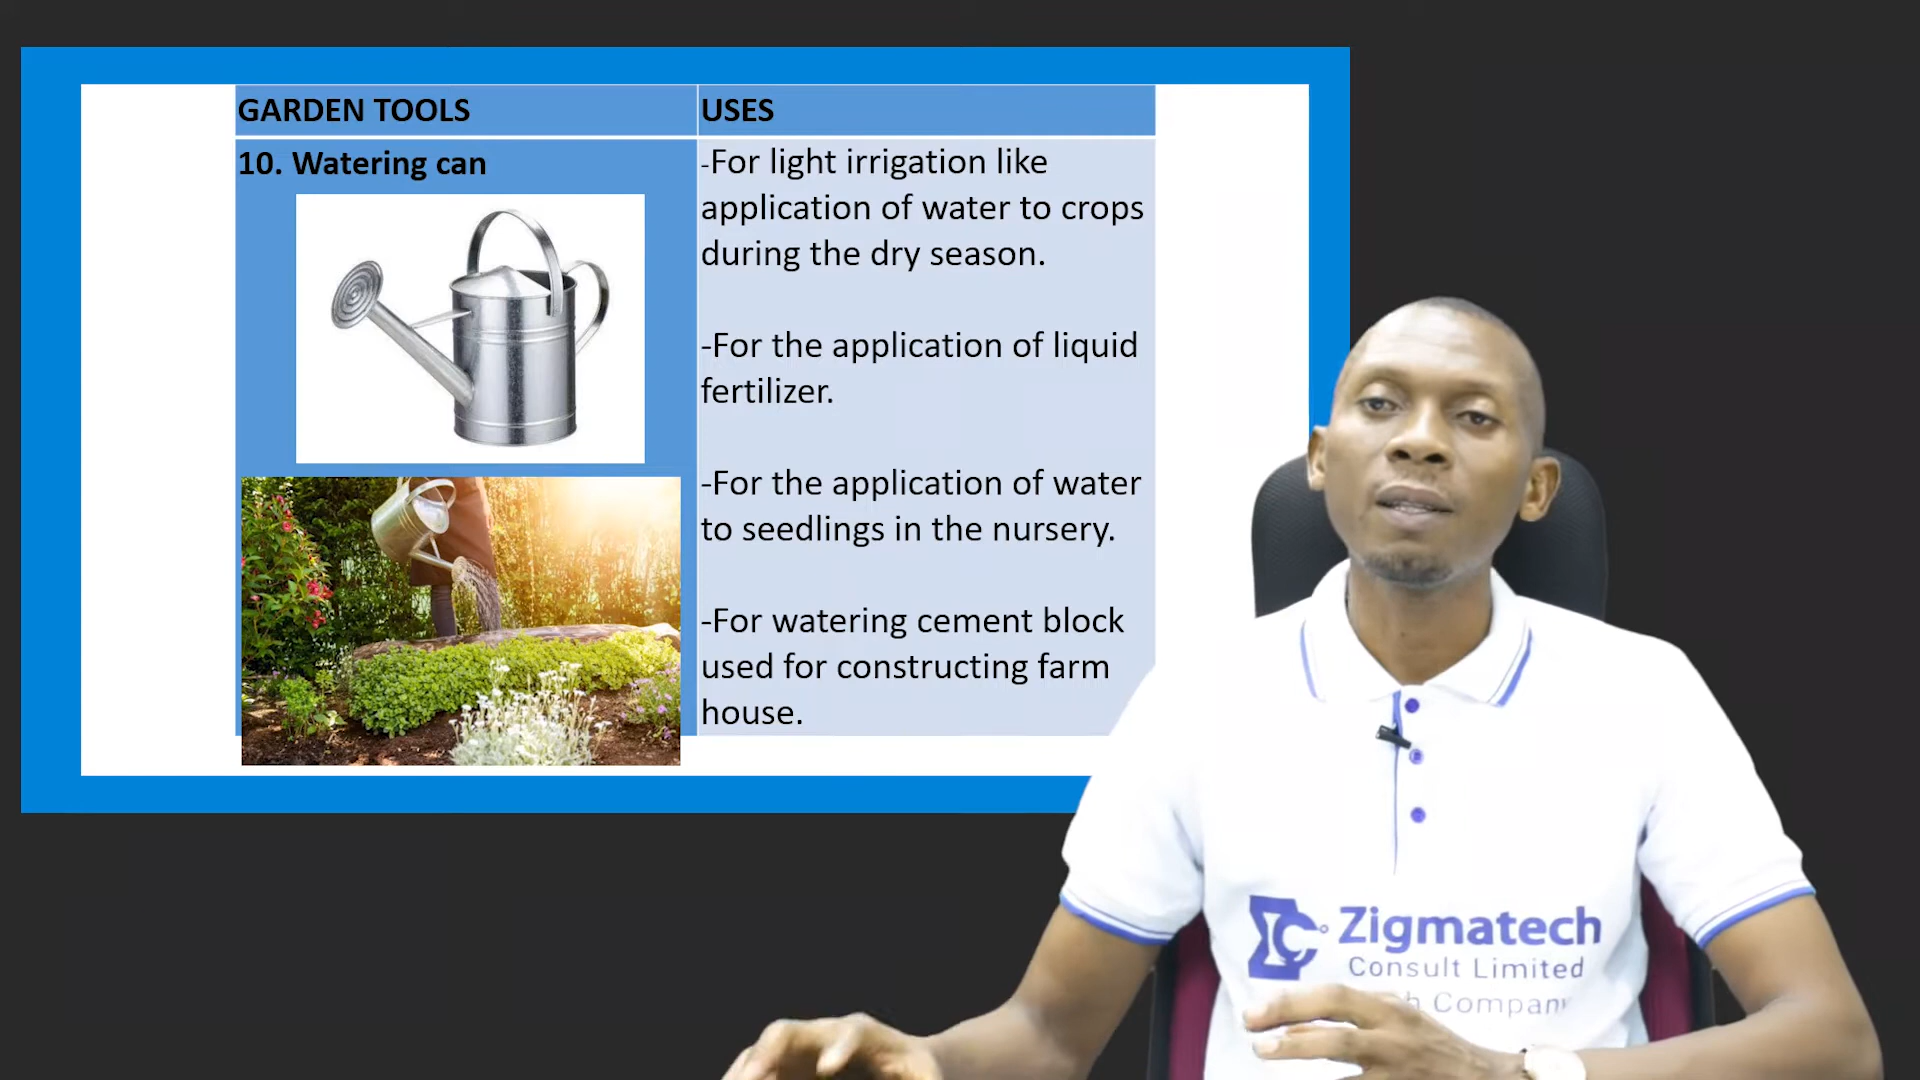 GARDEN TOOLS
USES
10. Watering can
-For light irrigation like
application of water to crops
during the dry season.
-For the application of liquid
fertilizer.
-For the application of water
to seedlings in the nursery.
-For watering cement block
used for constructing farm
house.
Zigmatech
Consult Limited
Company